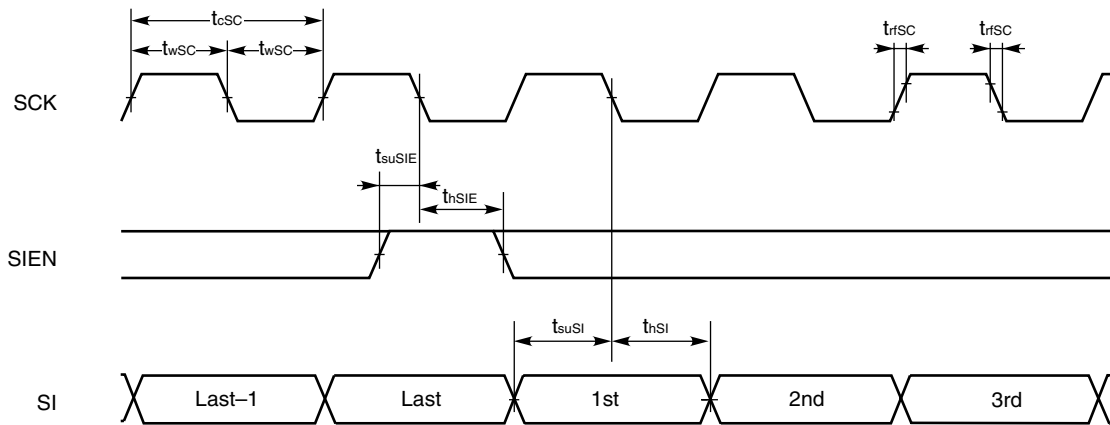 tcSC
twSC twSC
trfSC trfSC
SCK
tsuSIE
thSIE
SIEN
tsuSI thSI
SI Last–1 Last 1st 2nd 3rd